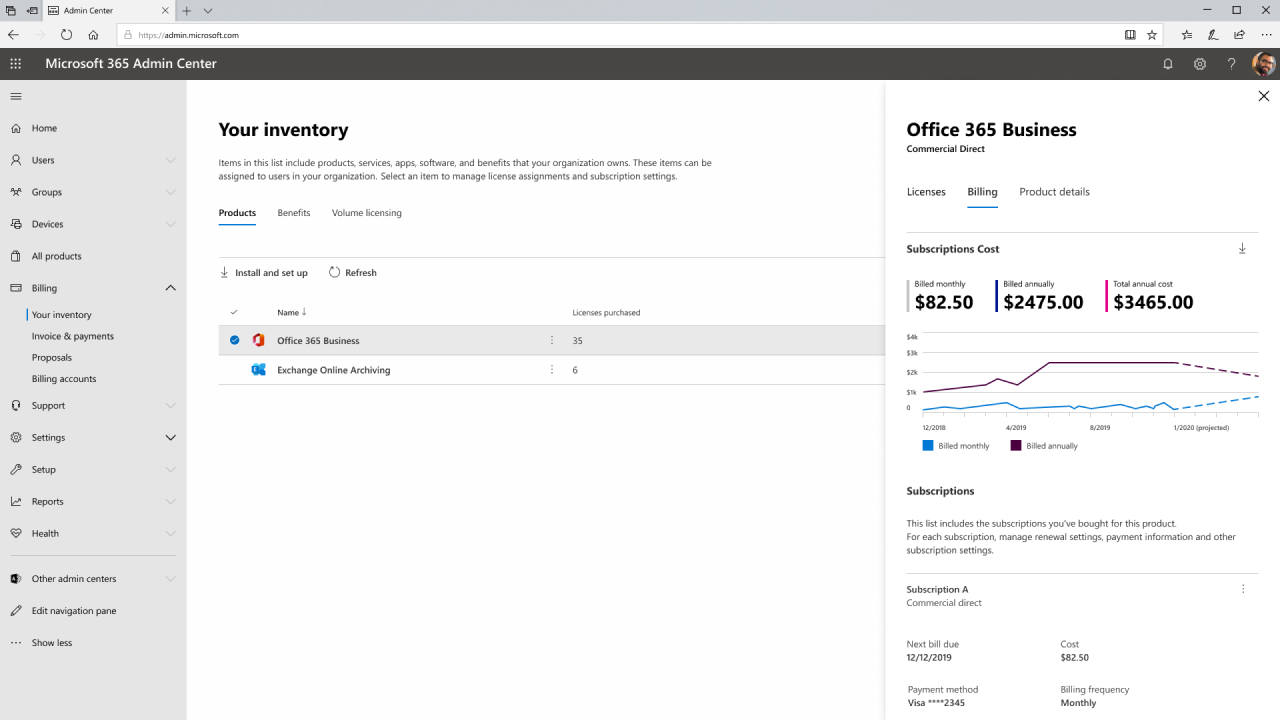 Admin Center
https://admin.microsoft.com
Microsoft 365 Admin Center
?
Home
Users
Groups
Devices
All products
Billing
Your inventory
Invoice & payments
Proposals
Billing accounts
Support
Settings
Setup
Reports
Health
Other admin centers
Edit navigation pane
Show less
Your inventory
Items in this list include products, services, apps, software, and benefits that your organization owns. These items can be
assigned to users in your organization. Select an item to manage license assignments and subscription settings.
Products Benefits Volume licensing
Install and set up Refresh
Name Licenses purchased
Office 365 Business 35
Exchange Online Archiving 6
Office 365 Business
Commercial Direct
Licenses Billing Product details
Subscriptions Cost
Billed monthly Billed annually Total annual cost
$82.50 $2475.00 $3465.00
$4k
$3k
$2k
$1k
0
12/2018 4/2019 8/2019 1/2020 (projected)
Billed monthly Billed annually
Subscriptions
This list includes the subscriptions you've bought for this product.
For each subscription, manage renewal settings, payment information and other
subscription settings.
Subscription A
Commercial direct
Next bill due Cost
12/12/2019 $82.50
Payment method Billing frequency
Visa ****2345 Monthly